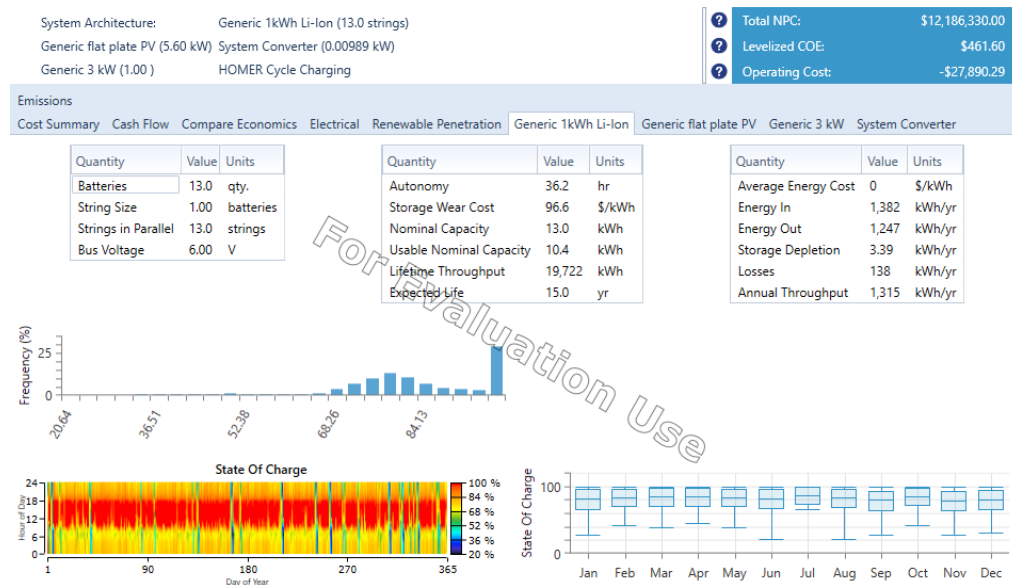 System Architecture: Generic 1kWh Li-Ion (13.0 strings)
Generic flat plate PV (5.60 kW) System Converter (0.00989 kW)
Generic 3 kW (1.00 ) HOMER Cycle Charging
? Total NPC: $12,186,330.00
? Levelized COE: $461.60
? Operating Cost: -$27,890.29
Emissions
Cost Summary Cash Flow Compare Economics Electrical Renewable Penetration Generic 1kWh Li-Ion Generic flat plate PV Generic 3 kW System Converter
Quantity Value Units
Batteries 13.0 qty.
String Size 1.00 batteries
Strings in Parallel 13.0 strings
Bus Voltage 6.00 V
Quantity Value Units
Autonomy 36.2 hr
Storage Wear Cost 96.6 $/kWh
Nominal Capacity 13.0 kWh
Usable Nominal Capacity 10.4 kWh
Lifetime Throughput 19,722 kWh
Expected Life 15.0 yr
Quantity Value Units
Average Energy Cost 0 $/kWh
Energy In 1,382 kWh/yr
Energy Out 1,247 kWh/yr
Storage Depletion 3.39 kWh/yr
Losses 138 kWh/yr
Annual Throughput 1,315 kWh/yr
For Evaluation Use
Frequency (%)
25
0
20.64 36.51 52.38 68.26 84.13
State Of Charge
Hour of Day
24
18
12
6
0
1 90 180 270 365
Day of Year
100 %
84 %
68 %
52 %
36 %
20 %
State Of Charge
100
0
Jan Feb Mar Apr May Jun Jul Aug Sep Oct Nov Dec